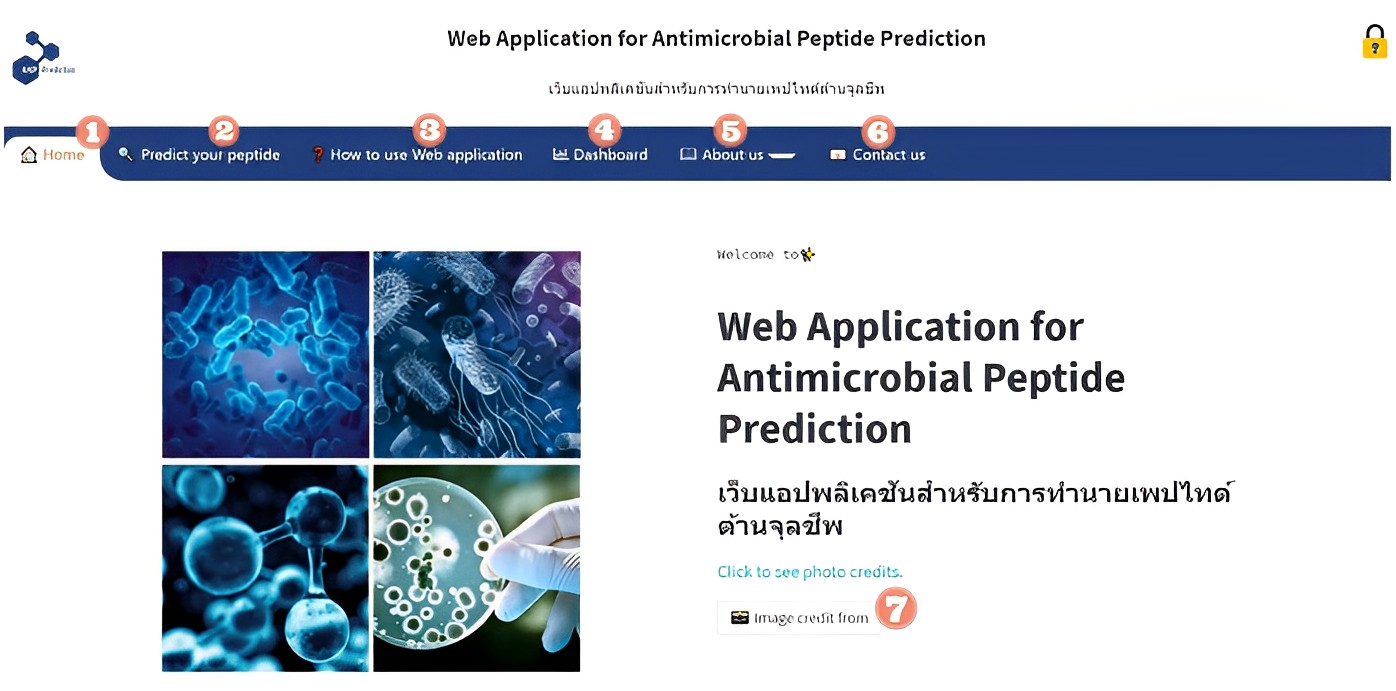 Web Application for Antimicrobial Peptide Prediction
เว็บแอปพลิเคชันสำหรับการทำนายเพปไทด์ต้านจุลชีพ
1 2 3 4 5 6
Home Predict your peptide ? How to use Web application Dashboard About us Contact us
Welcome to
Web Application for
Antimicrobial Peptide
Prediction
เว็บแอปพลิเคชันสำหรับการทำนายเพปไทด์
ต้านจุลชีพ
Click to see photo credits.
Image credit from 7